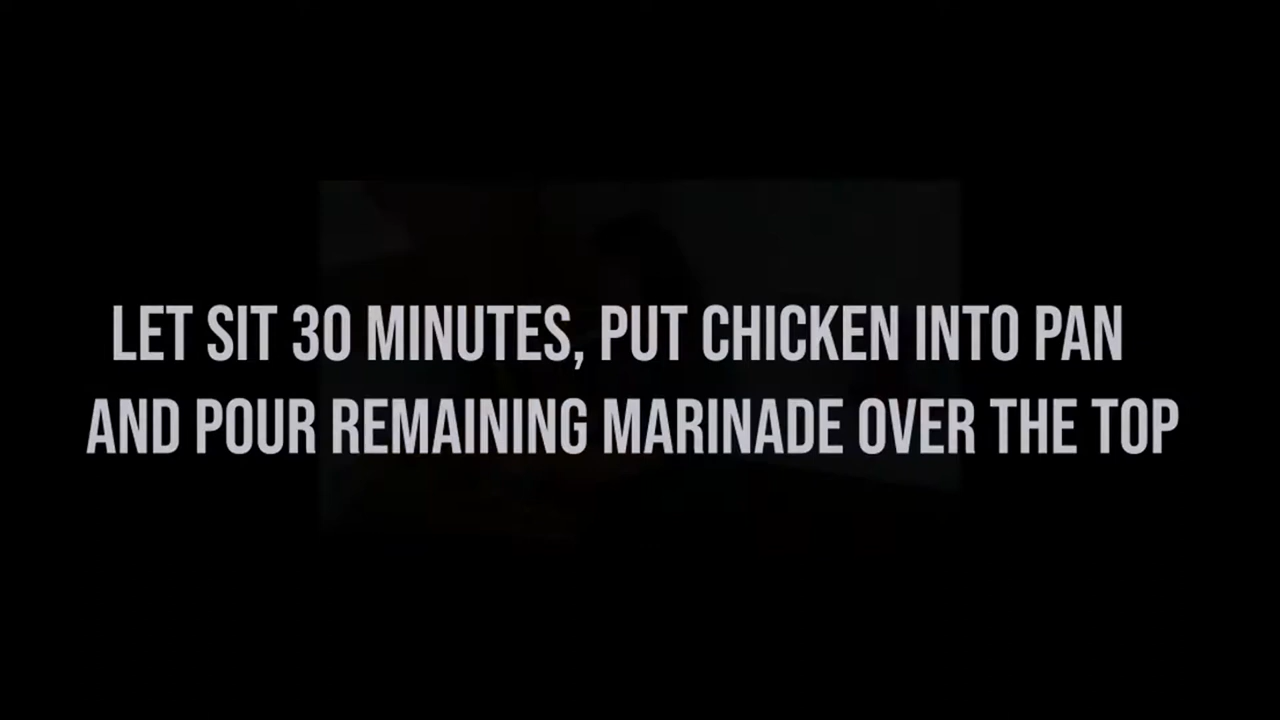 LET SIT 30 MINUTES, PUT CHICKEN INTO PAN
AND POUR REMAINING MARINADE OVER THE TOP